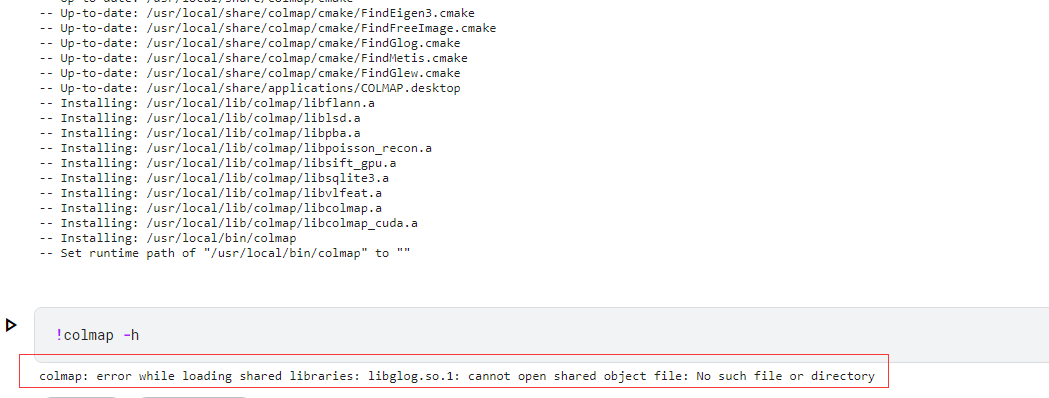 -- Up-to-date: /usr/local/share/colmap/cmake
-- Up-to-date: /usr/local/share/colmap/cmake/FindEigen3.cmake
-- Up-to-date: /usr/local/share/colmap/cmake/FindFreeImage.cmake
-- Up-to-date: /usr/local/share/colmap/cmake/FindGlog.cmake
-- Up-to-date: /usr/local/share/colmap/cmake/FindMetis.cmake
-- Up-to-date: /usr/local/share/colmap/cmake/FindGlew.cmake
-- Up-to-date: /usr/local/share/applications/COLMAP.desktop
-- Installing: /usr/local/lib/colmap/libflann.a
-- Installing: /usr/local/lib/colmap/liblsd.a
-- Installing: /usr/local/lib/colmap/libpba.a
-- Installing: /usr/local/lib/colmap/libpoisson_recon.a
-- Installing: /usr/local/lib/colmap/libsift_gpu.a
-- Installing: /usr/local/lib/colmap/libsqlite3.a
-- Installing: /usr/local/lib/colmap/libvlfeat.a
-- Installing: /usr/local/lib/colmap/libcolmap.a
-- Installing: /usr/local/lib/colmap/libcolmap_cuda.a
-- Installing: /usr/local/bin/colmap
-- Set runtime path of "/usr/local/bin/colmap" to ""
!colmap -h
colmap: error while loading shared libraries: libglog.so.1: cannot open shared object file: No such file or directory